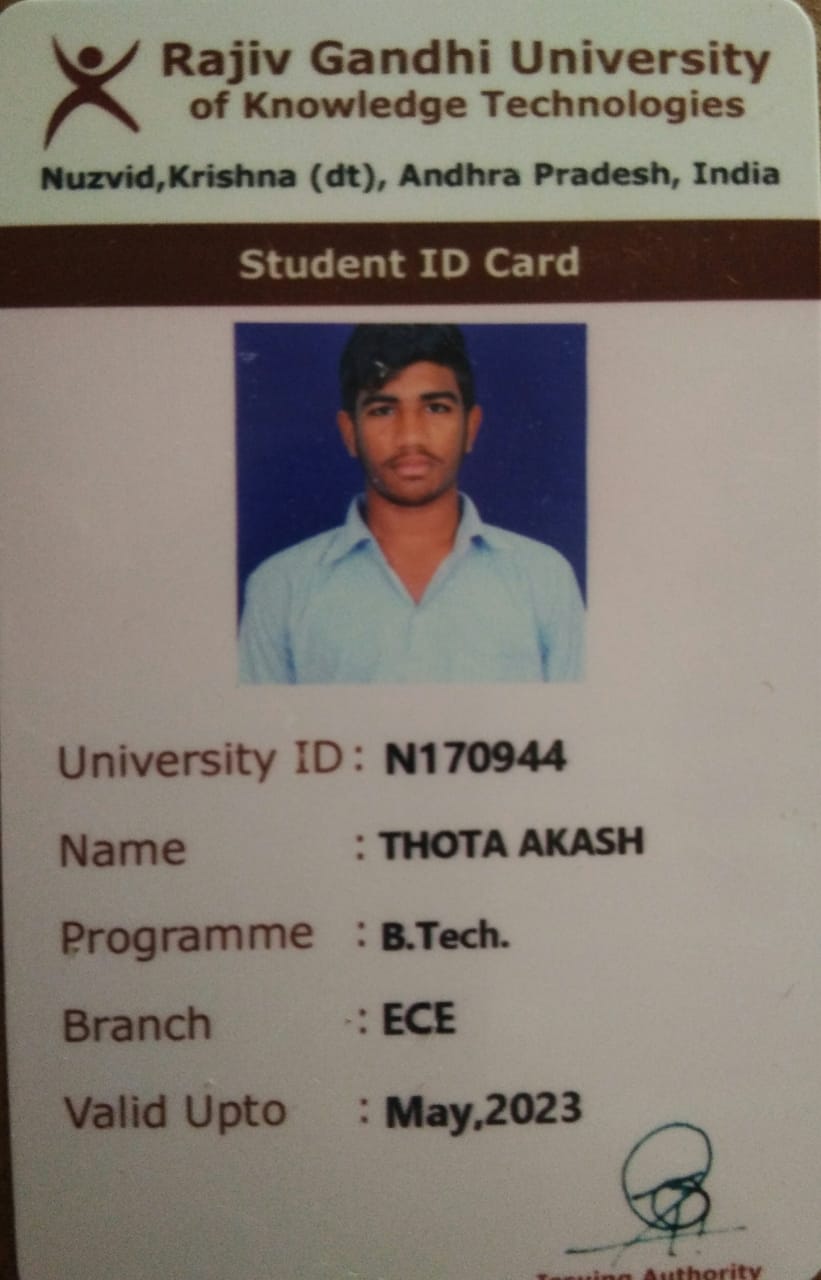 Rajiv Gandhi University
of Knowledge Technologies
Nuzvid,Krishna (dt), Andhra Pradesh, India
Student ID Card
University ID : N170944
Name : THOTA AKASH
Programme : B.Tech.
Branch : ECE
Valid Upto : May,2023
Issuing Authority